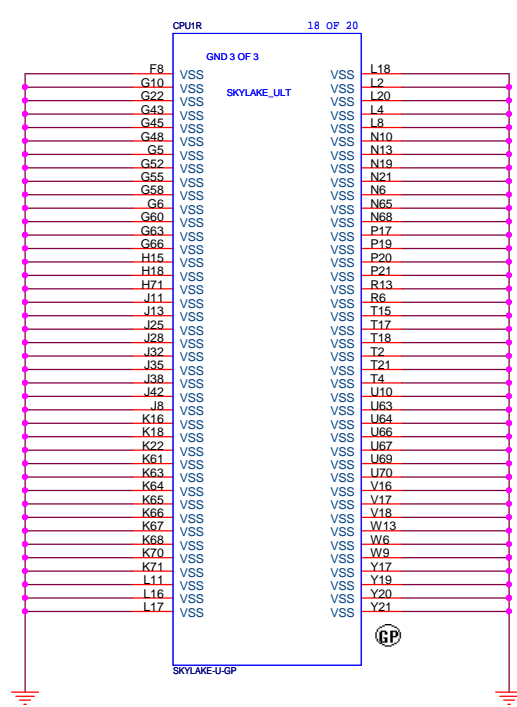 CPU1R 18 OF 20
GND 3 OF 3
SKYLAKE_ULT
F8 VSS VSS L18
G10 VSS VSS L2
G22 VSS VSS L20
G43 VSS VSS L4
G45 VSS VSS L8
G48 VSS VSS N10
G5 VSS VSS N13
G52 VSS VSS N19
G55 VSS VSS N21
G58 VSS VSS N6
G6 VSS VSS N65
G60 VSS VSS N68
G63 VSS VSS P17
G66 VSS VSS P19
H15 VSS VSS P20
H18 VSS VSS P21
H71 VSS VSS R13
J11 VSS VSS R6
J13 VSS VSS T15
J25 VSS VSS T17
J28 VSS VSS T18
J32 VSS VSS T2
J35 VSS VSS T21
J38 VSS VSS T4
J42 VSS VSS U10
J8 VSS VSS U63
K16 VSS VSS U64
K18 VSS VSS U66
K22 VSS VSS U67
K61 VSS VSS U69
K63 VSS VSS U70
K64 VSS VSS V16
K65 VSS VSS V17
K66 VSS VSS V18
K67 VSS VSS W13
K68 VSS VSS W6
K70 VSS VSS W9
K71 VSS VSS Y17
L11 VSS VSS Y19
L16 VSS VSS Y20
L17 VSS VSS Y21
GP
SKYLAKE-U-GP